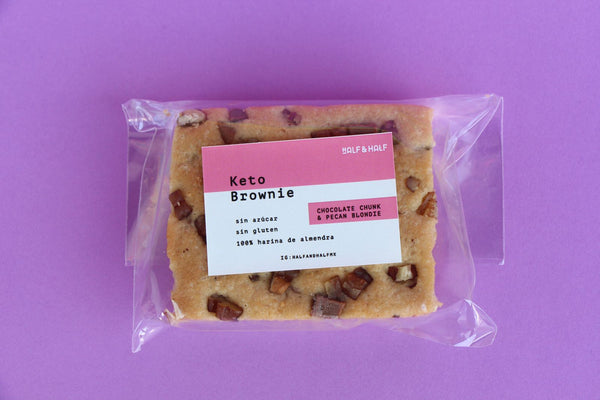 HALF & HALF
Keto
Brownie
CHOCOLATE CHUNK
& PECAN BLONDIE
sin azúcar
sin gluten
100% harina de almendra
IG:HALFANDHALFMX